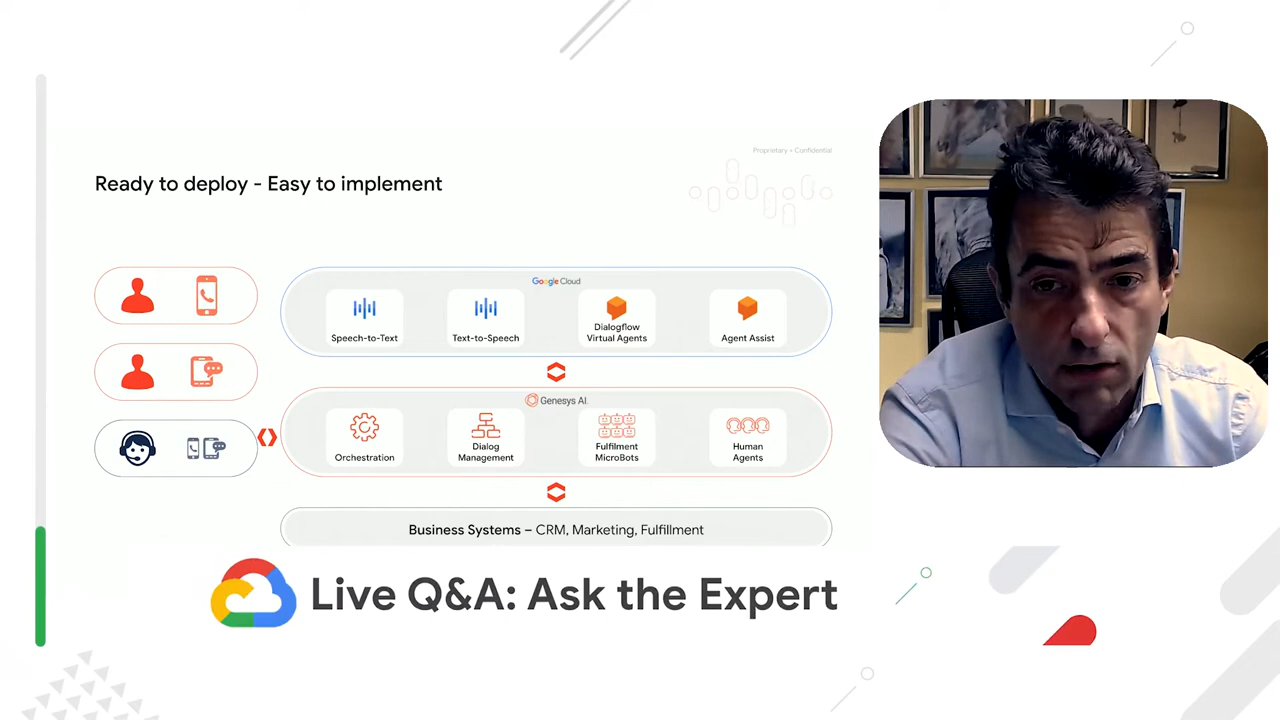 Proprietary + Confidential
Ready to deploy - Easy to implement
Google Cloud
Speech-to-Text
Text-to-Speech
Dialogflow
Virtual Agents
Agent Assist
Genesys AI
Orchestration
Dialog
Management
Fulfilment
MicroBots
Human
Agents
Business Systems – CRM, Marketing, Fulfillment
Live Q&A: Ask the Expert